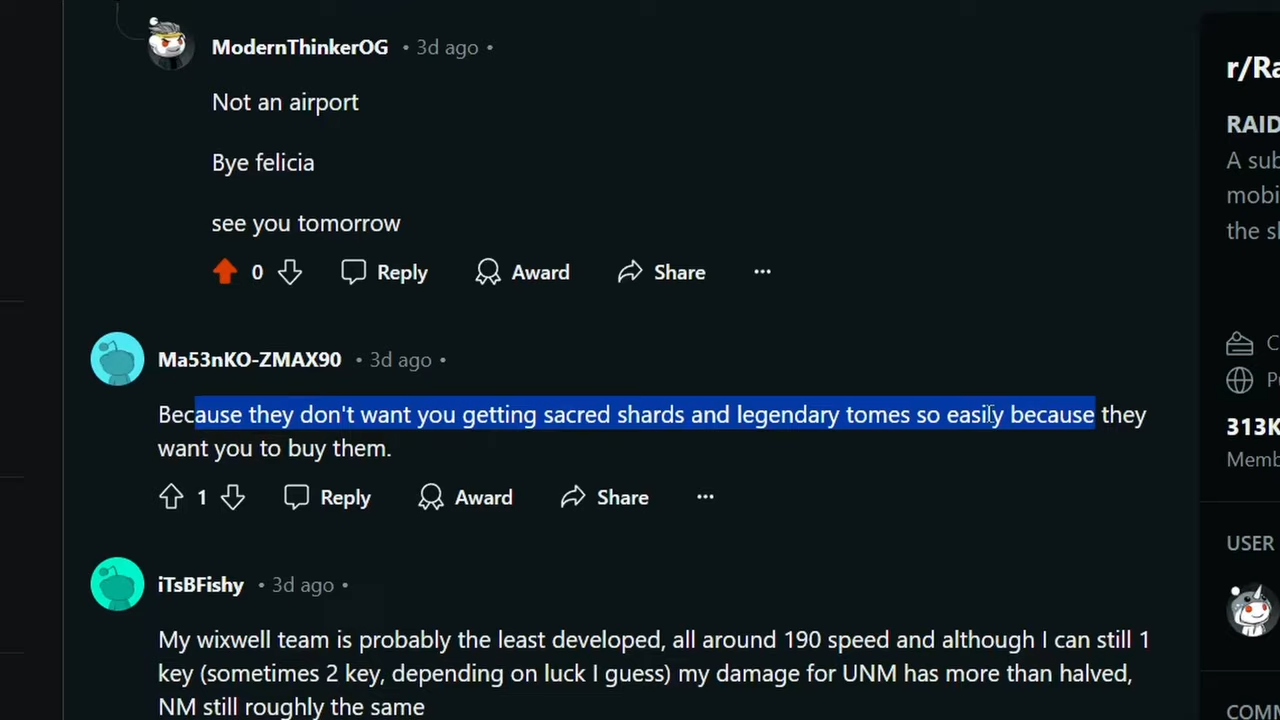 ModernThinkerOG • 3d ago •
Not an airport
Bye felicia
see you tomorrow
0 Reply Award Share
Ma53nKO-ZMAX90 • 3d ago •
Because they don't want you getting sacred shards and legendary tomes so easily because they
want you to buy them.
1 Reply Award Share
iTsBFishy • 3d ago •
My wixwell team is probably the least developed, all around 190 speed and although I can still 1
key (sometimes 2 key, depending on luck I guess) my damage for UNM has more than halved,
NM still roughly the same
r/Ra
RAID
A sub
mobi
the s
C
P
313K
Memb
USER
COM